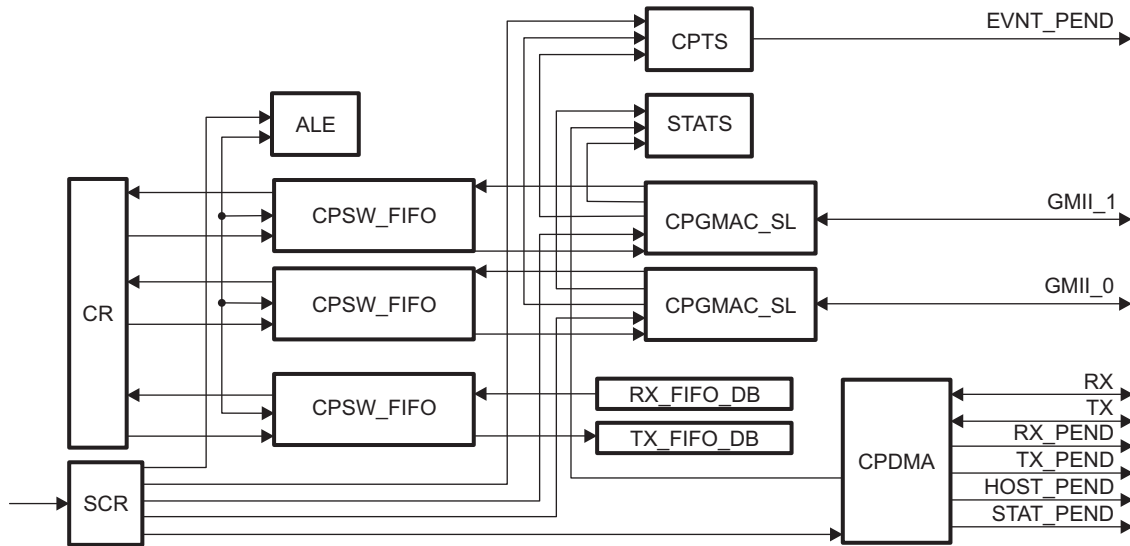 EVNT_PEND
CPTS
ALE
STATS
CPSW_FIFO
CPGMAC_SL
GMII_1
CR
CPSW_FIFO
CPGMAC_SL
GMII_0
CPSW_FIFO
RX_FIFO_DB
TX_FIFO_DB
RX
TX
RX_PEND
CPDMA
TX_PEND
HOST_PEND
STAT_PEND
SCR